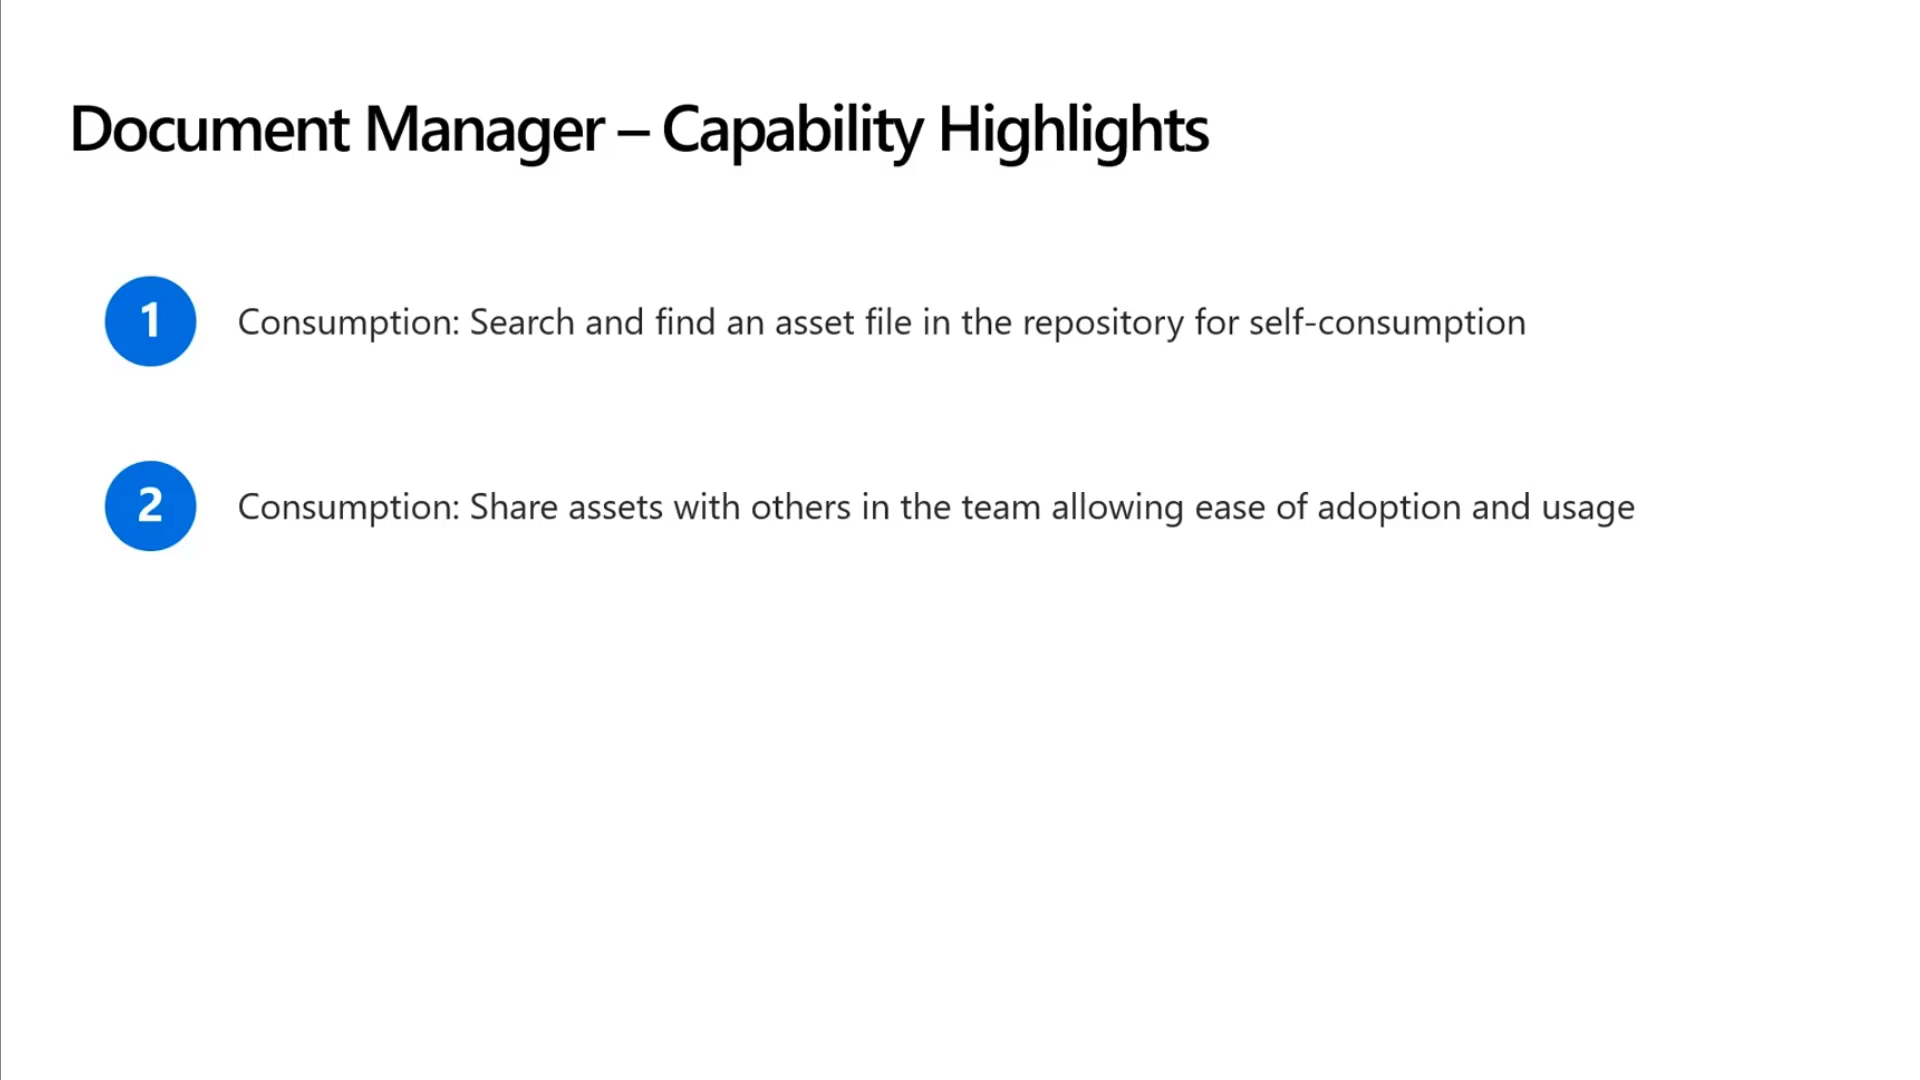 Document Manager – Capability Highlights
1
Consumption: Search and find an asset file in the repository for self-consumption
2
Consumption: Share assets with others in the team allowing ease of adoption and usage